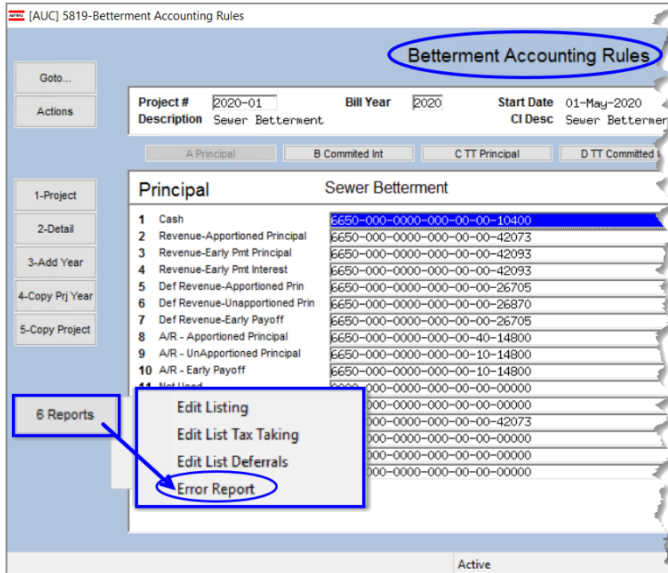 [AUC] 5819-Betterment Accounting Rules
Betterment Accounting Rules
Goto...
Actions
Project # 2020-01 Bill Year 2020 Start Date 01-May-2020
Description Sewer Betterment CI Desc Sewer Betterment
A Principal B Commited Int C TT Principal D TT Committed
1-Project
2-Detail
3-Add Year
4-Copy Prj Year
5-Copy Project
6 Reports
Principal Sewer Betterment
1 Cash 6650-000-0000-000-00-00-10400
2 Revenue-Apportioned Principal 6650-000-0000-000-00-00-42073
3 Revenue-Early Pmt Principal 6650-000-0000-000-00-00-42093
4 Revenue-Early Pmt Interest 6650-000-0000-000-00-00-42093
5 Def Revenue-Apportioned Prin 6650-000-0000-000-00-00-26705
6 Def Revenue-Unapportioned Prin 6650-000-0000-000-00-00-26870
7 Def Revenue-Early Payoff 6650-000-0000-000-00-00-26705
8 A/R - Apportioned Principal 6650-000-0000-000-00-40-14800
9 A/R - UnApportioned Principal 6650-000-0000-000-00-10-14800
10 A/R - Early Payoff 6650-000-0000-000-00-10-14800
11 Not Used 0000-000-0000-000-00-00-00000
000-0000-000-00-00-00000
000-0000-000-00-00-42073
000-0000-000-00-00-00000
000-0000-000-00-00-00000
000-0000-000-00-00-00000
Edit Listing
Edit List Tax Taking
Edit List Deferrals
Error Report
Active